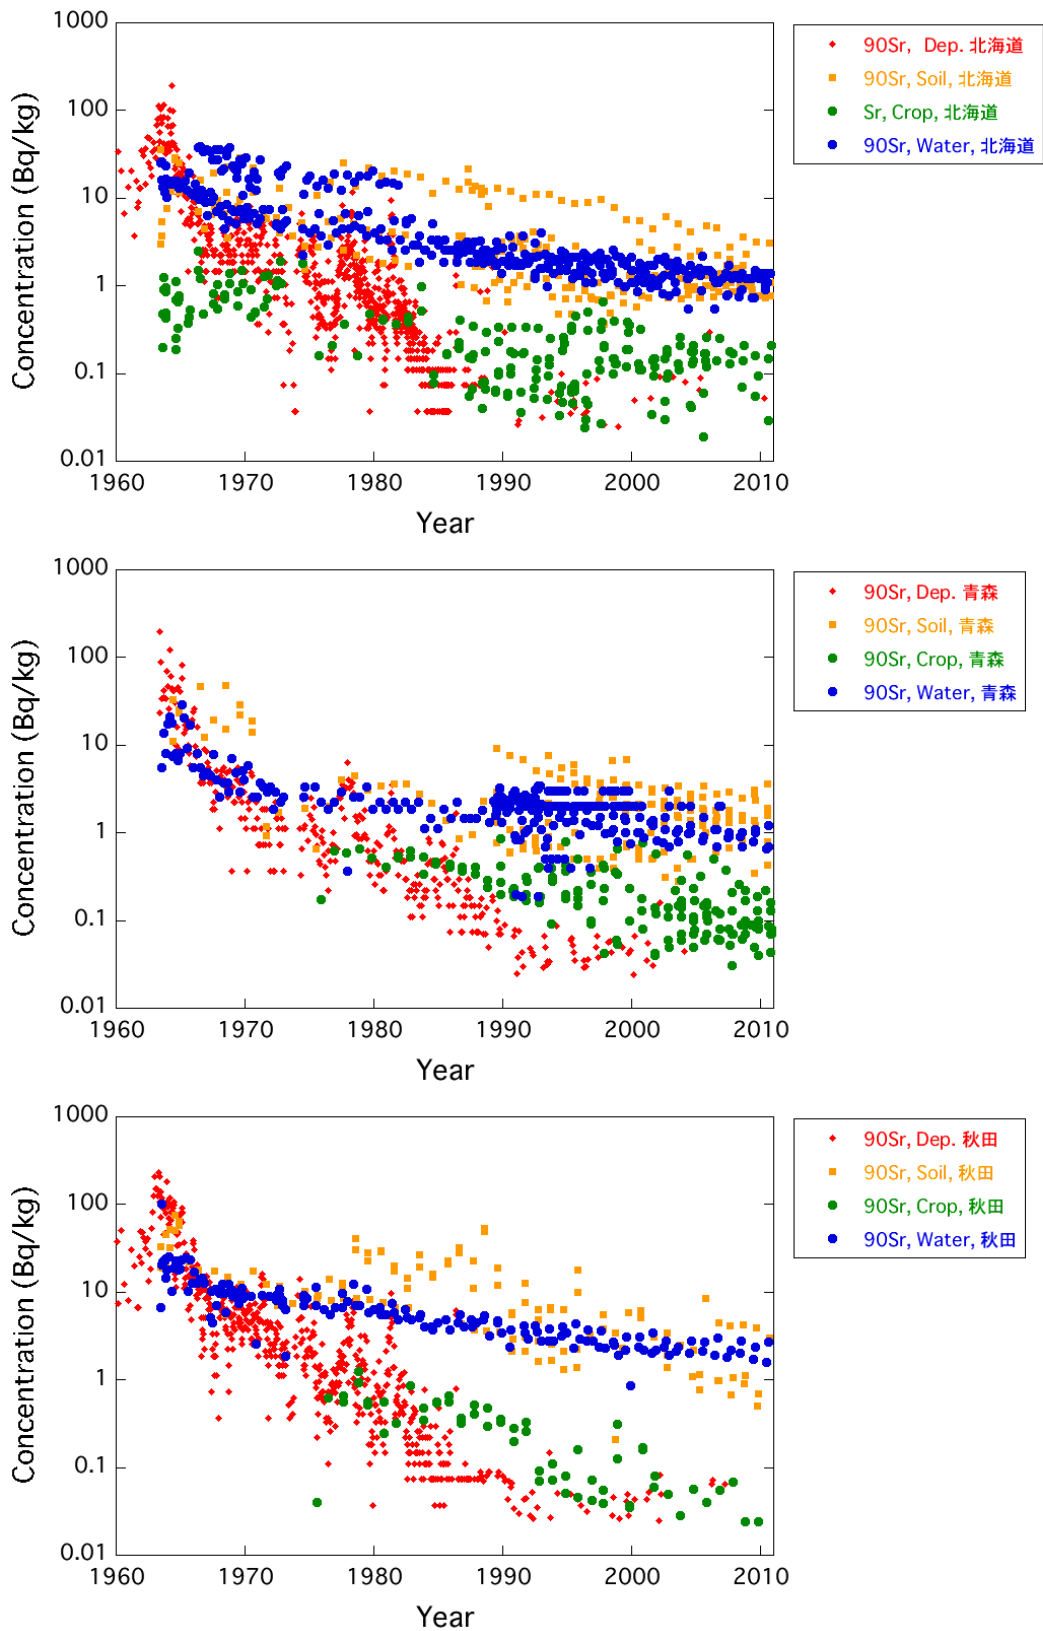 1000
100
10
1
0.1
0.01
Concentration (Bq/kg)
1960 1970 1980 1990 2000 2010
Year
90Sr, Dep. 北海道
90Sr, Soil, 北海道
Sr, Crop, 北海道
90Sr, Water, 北海道
1000
100
10
1
0.1
0.01
Concentration (Bq/kg)
1960 1970 1980 1990 2000 2010
Year
90Sr, Dep. 青森
90Sr, Soil, 青森
90Sr, Crop, 青森
90Sr, Water, 青森
1000
100
10
1
0.1
0.01
Concentration (Bq/kg)
1960 1970 1980 1990 2000 2010
Year
90Sr, Dep. 秋田
90Sr, Soil, 秋田
90Sr, Crop, 秋田
90Sr, Water, 秋田